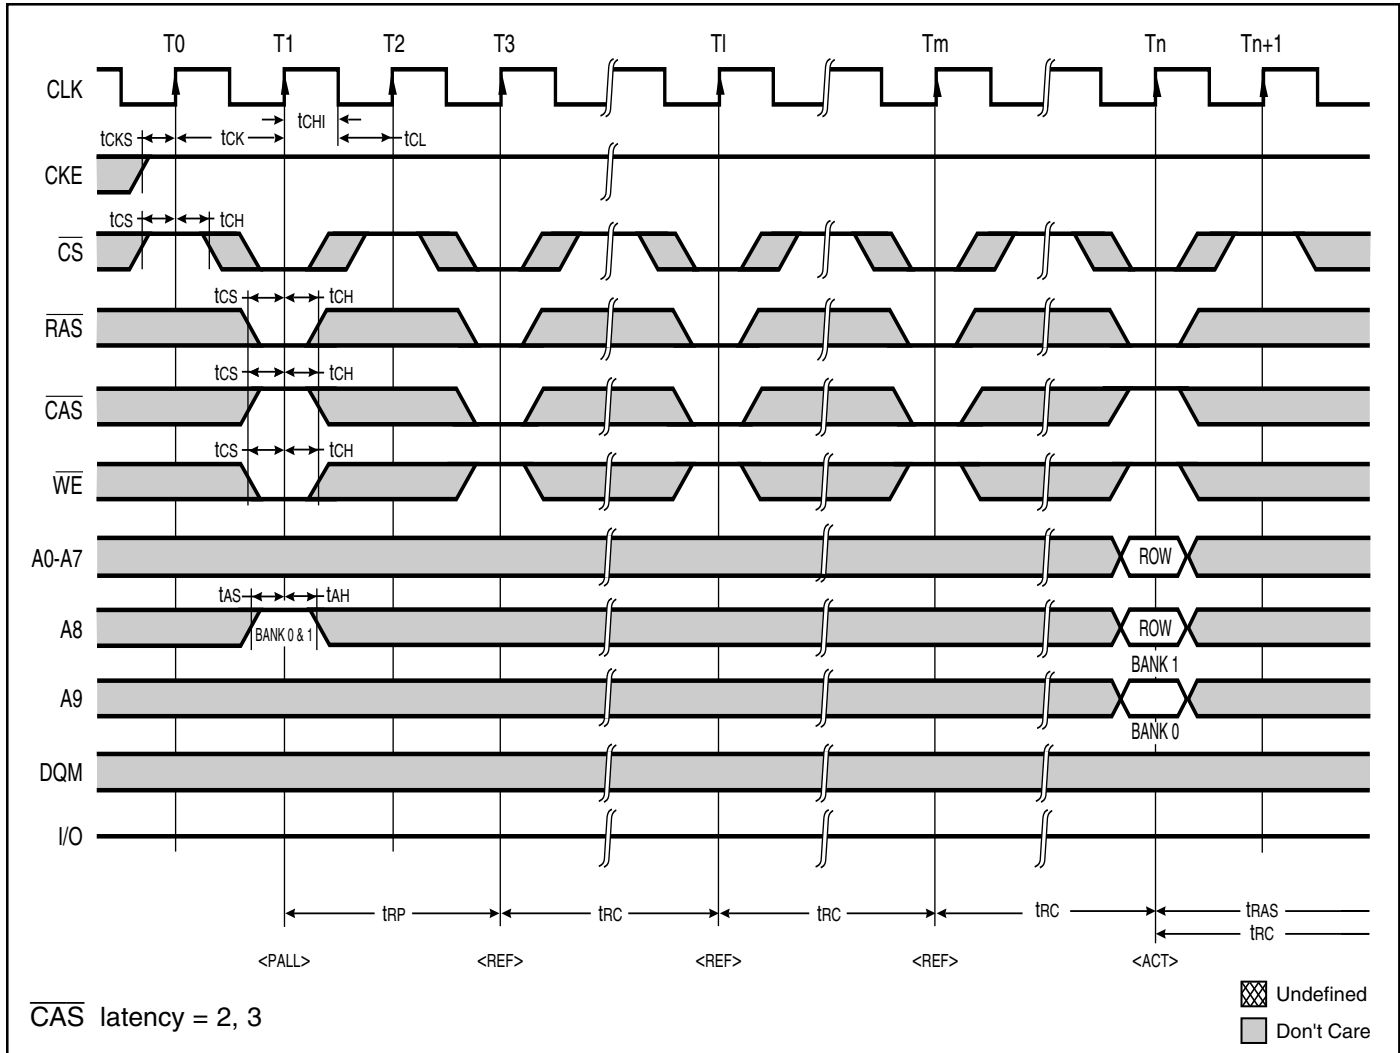 T0 T1 T2 T3 Tl Tm Tn Tn+1
CLK
tCHI
tCKS tCK tCL
CKE
tCS tCH
CS
tCS tCH
RAS
tCS tCH
CAS
tCS tCH
WE
A0-A7 ROW
tAS tAH
A8 BANK 0 & 1 ROW
BANK 1
A9
BANK 0
DQM
I/O
tRP tRC tRC tRC tRAS
tRC
<PALL> <REF> <REF> <REF> <ACT>
Undefined
CAS latency = 2, 3
Don't Care